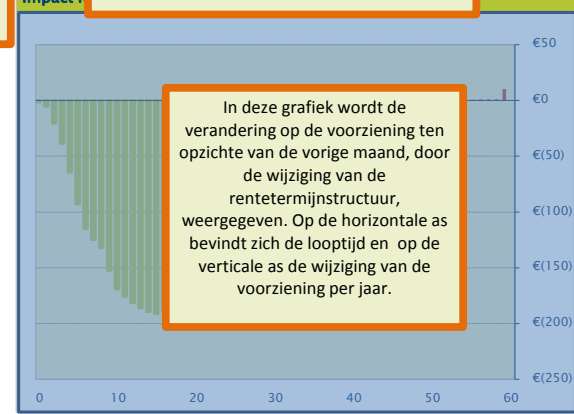 Impact
€50
€0
€(50)
€(100)
€(150)
€(200)
€(250)
In deze grafiek wordt de
verandering op de voorziening ten
opzichte van de vorige maand, door
de wijziging van de
rentetermijnstructuur,
weergegeven. Op de horizontale as
bevindt zich de looptijd en op de
verticale as de wijziging van de
voorziening per jaar.
0 10 20 30 40 50 60